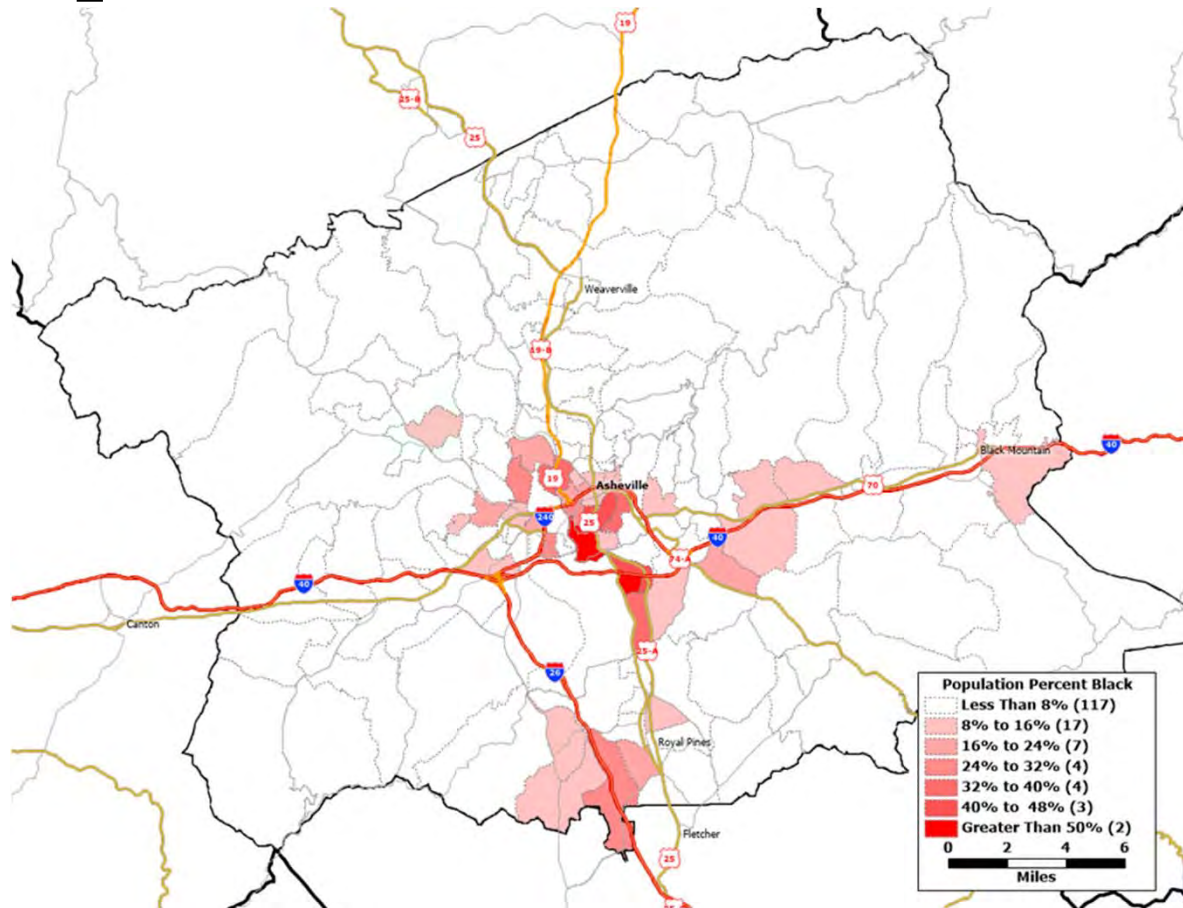 19
25-B
25
Weaverville
19-B
40
Black Mountain
70
19
Asheville
240
25
40
74-A
40
Canton
25-A
26
Royal Pines
Fletcher
25
Population Percent Black
Less Than 8% (117)
8% to 16% (17)
16% to 24% (7)
24% to 32% (4)
32% to 40% (4)
40% to 48% (3)
Greater Than 50% (2)
0 2 4 6
Miles